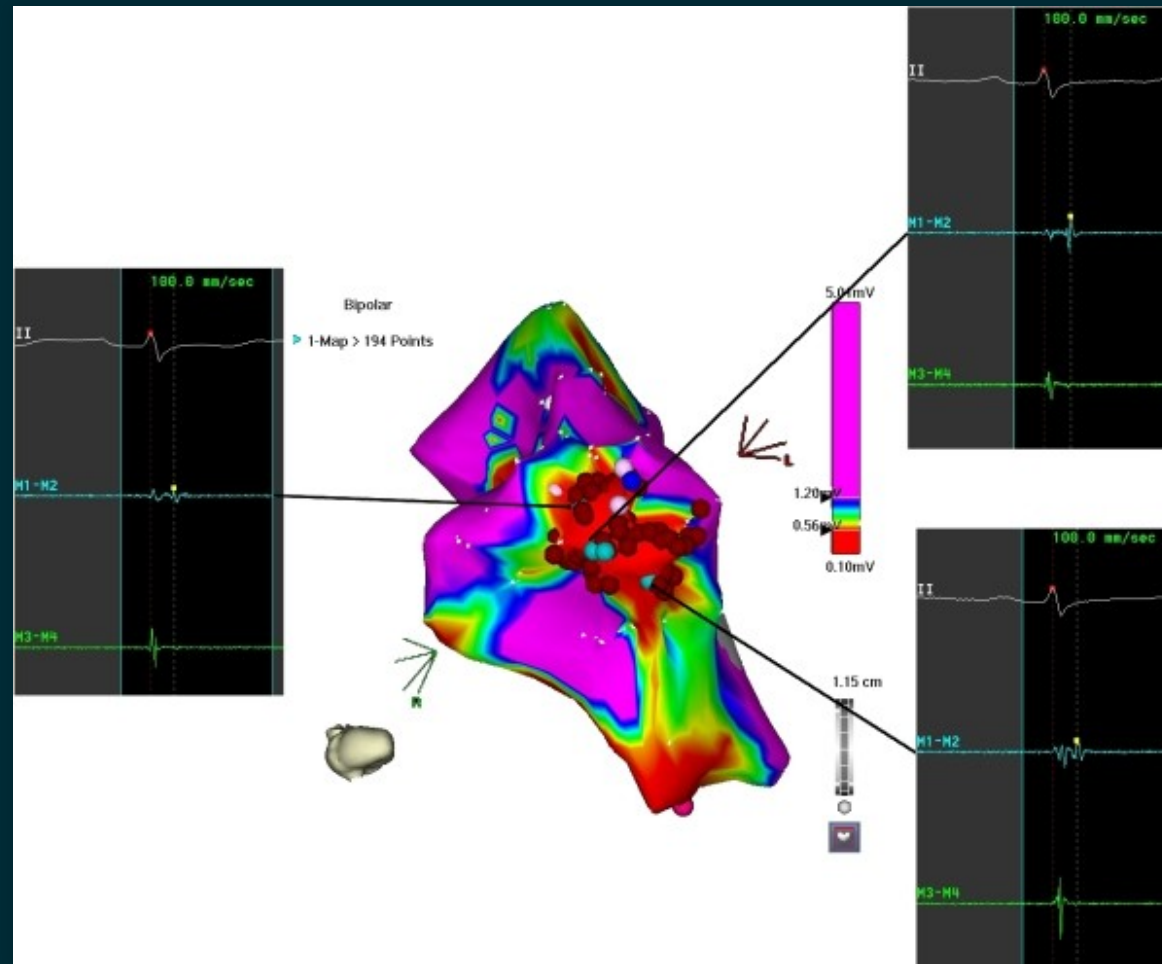 100.0 mm/sec
II
M1-M2
M3-M4
100.0 mm/sec
II
M1-M2
M3-M4
Bipolar
1-Map > 194 Points
5.01mV
1.20mV
0.56mV
0.10mV
L
R
1.15 cm
100.0 mm/sec
II
M1-M2
M3-M4